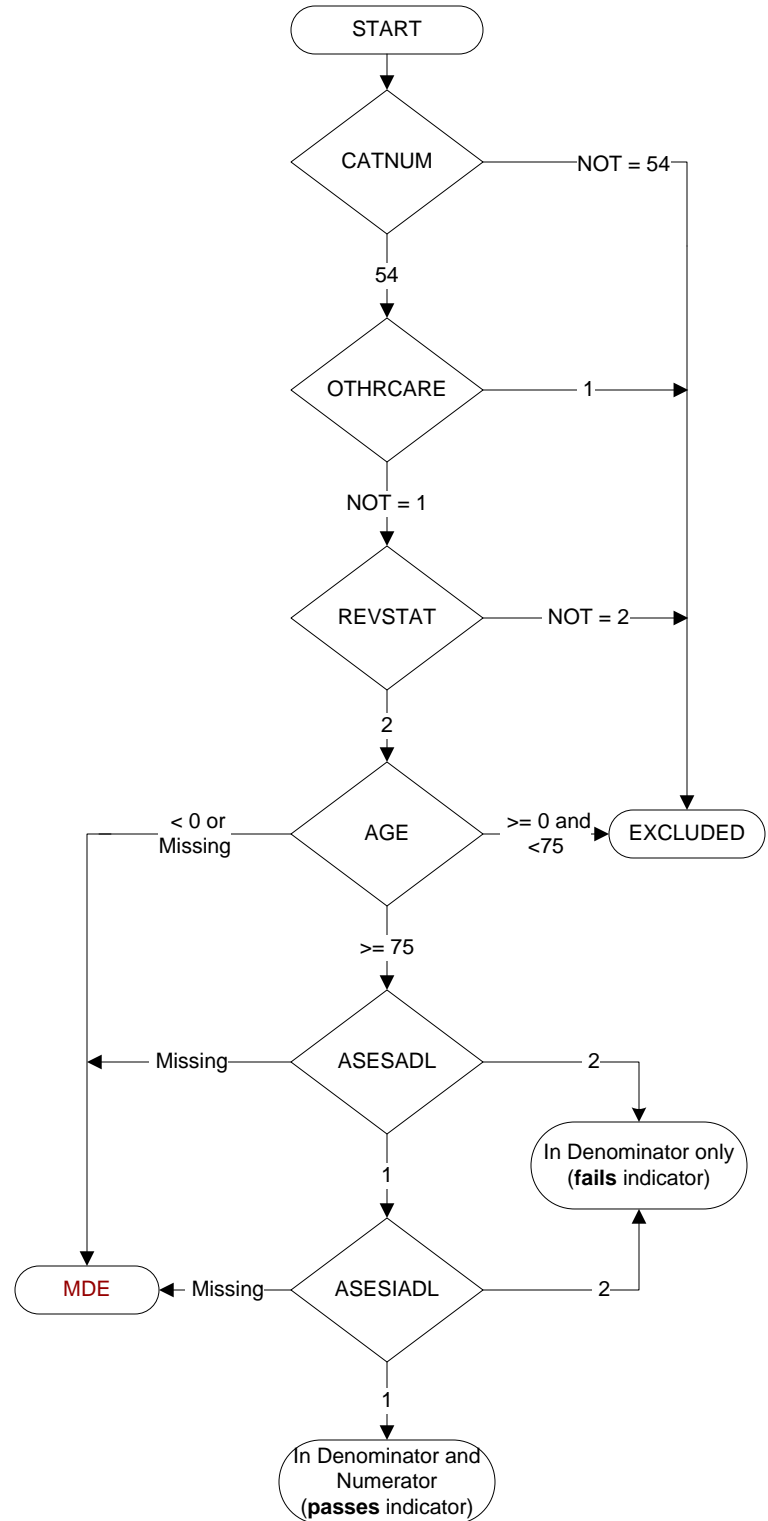 START
CATNUM
NOT = 54
54
OTHRCARE
1
NOT = 1
REVSTAT
NOT = 2
2
< 0 or
Missing
AGE
>= 0 and
<75
EXCLUDED
>= 75
Missing
ASESADL
2
In Denominator only
(fails indicator)
1
MDE
Missing
ASESIADL
2
1
In Denominator and
Numerator
(passes indicator)